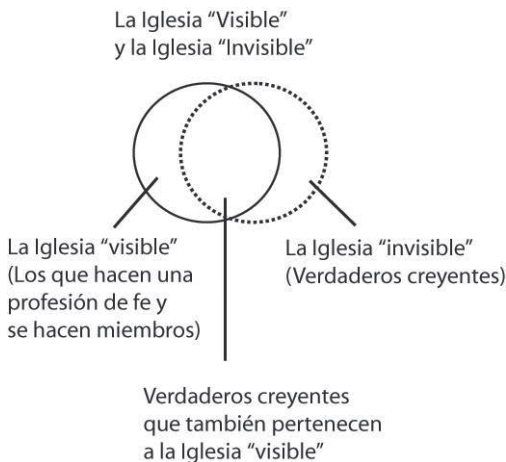 La Iglesia “Visible”
y la Iglesia “Invisible”
La Iglesia “visible”
(Los que hacen una
profesión de fe y
se hacen miembros)
La Iglesia “invisible”
(Verdaderos creyentes)
Verdaderos creyentes
que también pertenecen
a la Iglesia “visible”